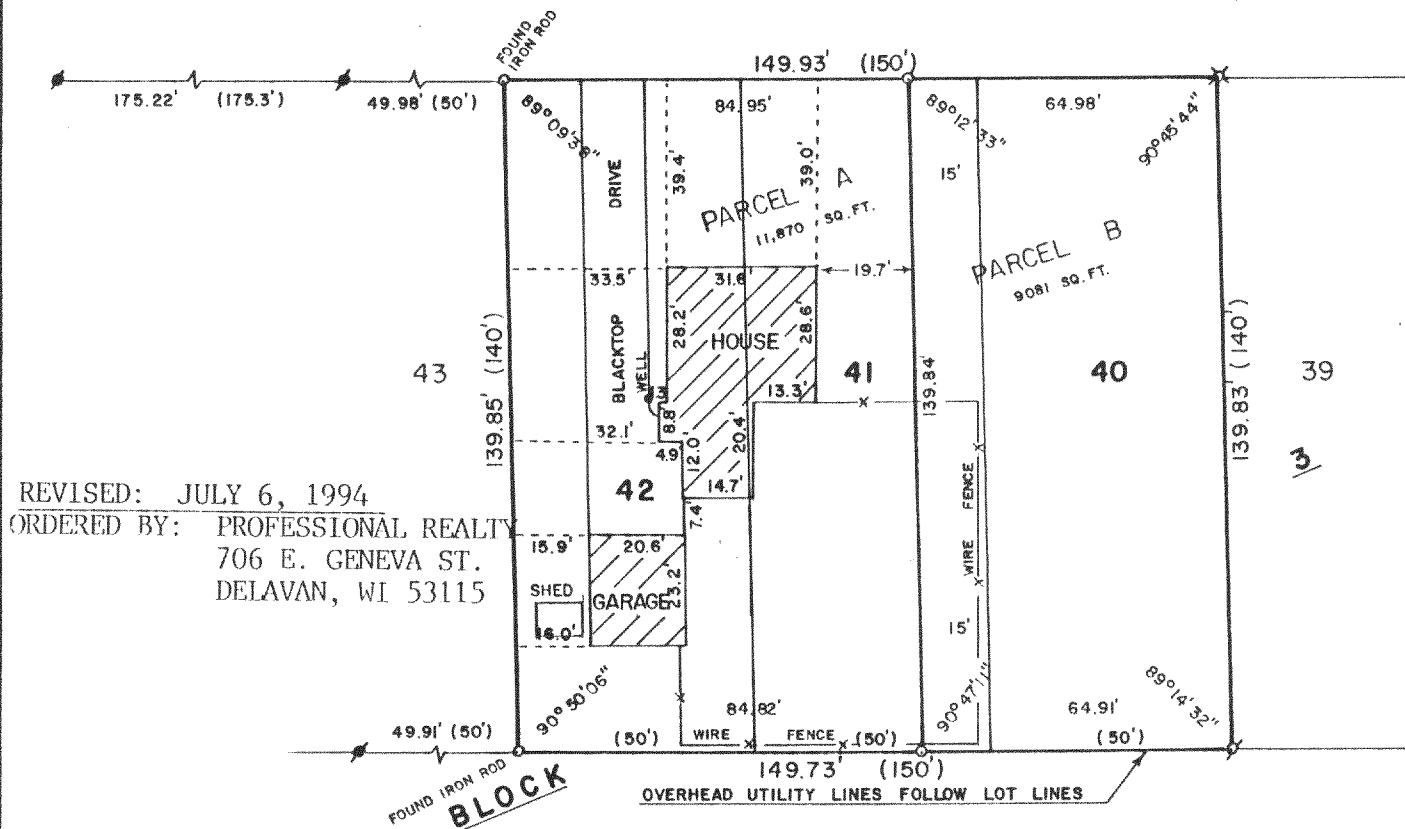 FOUND
IRON ROD
149.93' (150')
175.22' (175.3')
49.98' (50')
89°09'38"
84.95'
89°12'33"
64.98'
90°45'44"
DRIVE
39.4'
39.0'
15'
PARCEL A
11,870 SQ.FT.
PARCEL B
9081 SQ.FT.
33.5'
31.6'
19.7'
139.85' (140')
BLACKTOP
WELL
28.2'
HOUSE
28.6'
43
41
139.84'
40
139.83' (140')
39
13.3'
8.8'
32.1'
4.9'
12.0'
20.4'
3
42
14.7'
WIRE FENCE
REVISED: JULY 6, 1994
ORDERED BY: PROFESSIONAL REALTY
706 E. GENEVA ST.
DELAVAN, WI 53115
7.4'
15.9'
20.6'
SHED
GARAGE
23.2'
16.0'
15'
90°50'06"
84.82'
90°47'11"
64.91'
89°14'32"
49.91' (50')
(50')
WIRE FENCE
(50')
(50')
149.73' (150')
FOUND IRON ROD
BLOCK
OVERHEAD UTILITY LINES FOLLOW LOT LINES